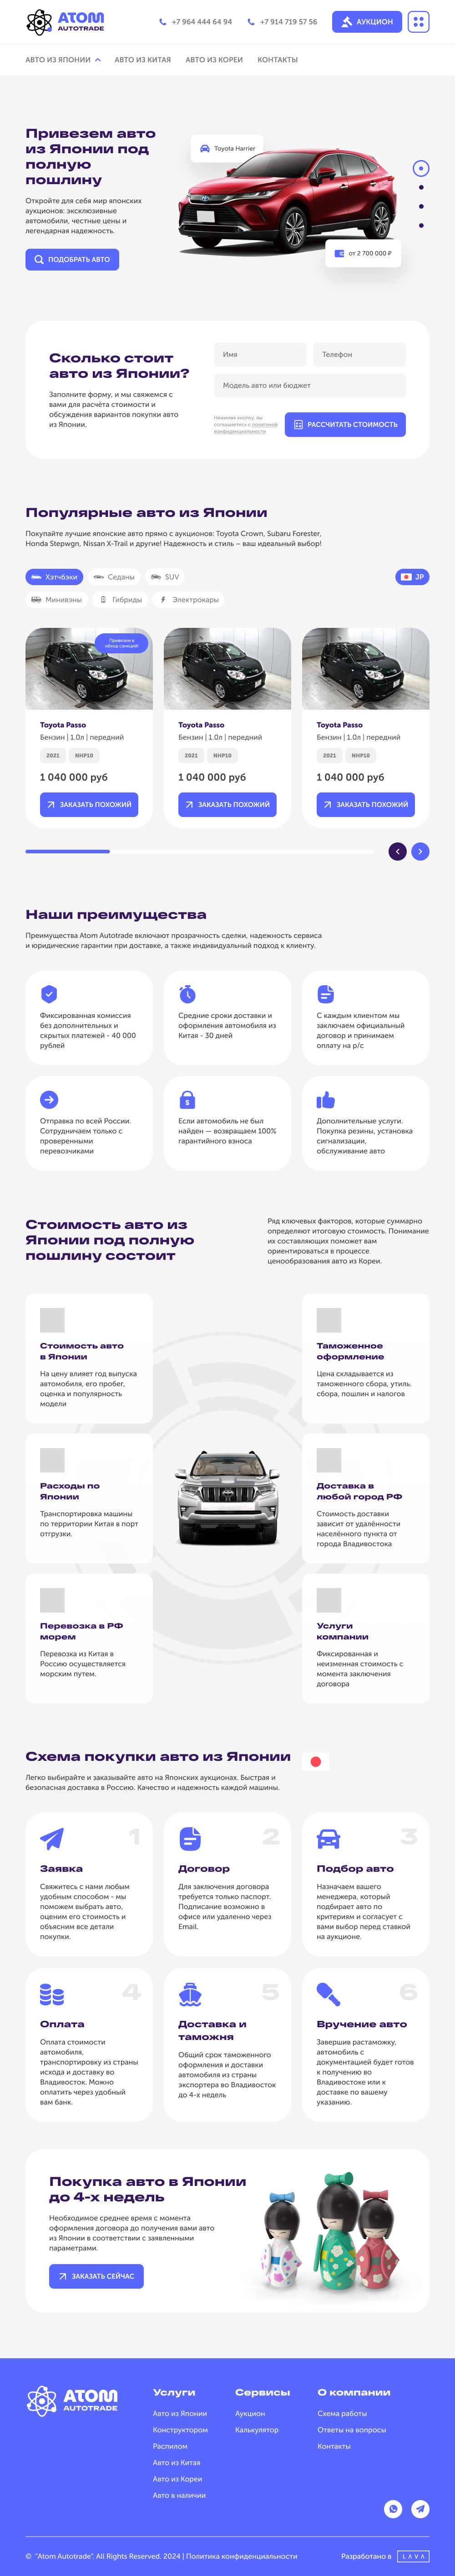 ATOM
AUTOTRADE
+7 964 444 64 94
+7 914 719 57 56
АУКЦИОН
АВТО ИЗ ЯПОНИИ
АВТО ИЗ КИТАЯ
АВТО ИЗ КОРЕИ
КОНТАКТЫ
Привезем авто
из Японии под
полную
пошлину
Откройте для себя мир японских
аукционов: эксклюзивные
автомобили, честные цены и
легендарная надежность.
ПОДОБРАТЬ АВТО
Toyota Harrier
от 2 700 000 ₽
Сколько стоит
авто из Японии?
Заполните форму, и мы свяжемся с
вами для расчёта стоимости и
обсуждения вариантов покупки авто
из Японии.
Имя
Телефон
Модель авто или бюджет
Нажимая кнопку, вы
соглашаетесь с политикой
конфиденциальности
РАССЧИТАТЬ СТОИМОСТЬ
Популярные авто из Японии
Покупайте лучшие японские авто прямо с аукционов: Toyota Crown, Subaru Forester,
Honda Stepwgn, Nissan X-Trail и другие! Надежность и стиль – ваш идеальный выбор!
Хэтчбэки
Седаны
SUV
JP
Минивэны
Гибриды
Электрокары
Привезем в
обход санкций!
Toyota Passo
Бензин | 1.0л | передний
2021
NHP10
1 040 000 руб
ЗАКАЗАТЬ ПОХОЖИЙ
Toyota Passo
Бензин | 1.0л | передний
2021
NHP10
1 040 000 руб
ЗАКАЗАТЬ ПОХОЖИЙ
Toyota Passo
Бензин | 1.0л | передний
2021
NHP10
1 040 000 руб
ЗАКАЗАТЬ ПОХОЖИЙ
Наши преимущества
Преимущества Atom Autotrade включают прозрачность сделки, надежность сервиса
и юридические гарантии при доставке, а также индивидуальный подход к клиенту.
Фиксированная комиссия
без дополнительных и
скрытых платежей - 40 000
рублей
Средние сроки доставки и
оформления автомобиля из
Китая - 30 дней
С каждым клиентом мы
заключаем официальный
договор и принимаем
оплату на р/с
Отправка по всей России.
Сотрудничаем только с
проверенными
перевозчиками
Если автомобиль не был
найден — возвращаем 100%
гарантийного взноса
Дополнительные услуги.
Покупка резины, установка
сигнализации,
обслуживание авто
Стоимость авто из
Японии под полную
пошлину состоит
Ряд ключевых факторов, которые суммарно
определяют итоговую стоимость. Понимание
их составляющих поможет вам
ориентироваться в процессе
ценообразования авто из Кореи.
Стоимость авто
в Японии
На цену влияет год выпуска
автомобиля, его пробег,
оценка и популярность
модели
Таможенное
оформление
Цена складывается из
таможенного сбора, утиль.
сбора, пошлин и налогов
Расходы по
Японии
Транспортировка машины
по территории Китая в порт
отгрузки.
Доставка в
любой город РФ
Стоимость доставки
зависит от удалённости
населённого пункта от
города Владивостока
Перевозка в РФ
морем
Перевозка из Китая в
Россию осуществляется
морским путем.
Услуги
компании
Фиксированная и
неизменная стоимость с
момента заключения
договора
Схема покупки авто из Японии
Легко выбирайте и заказывайте авто на Японских аукционах. Быстрая и
безопасная доставка в Россию. Качество и надежность каждой машины.
1
Заявка
Свяжитесь с нами любым
удобным способом - мы
поможем выбрать авто,
оценим его стоимость и
объясним все детали
покупки.
2
Договор
Для заключения договора
требуется только паспорт.
Подписание возможно в
офисе или удаленно через
Email.
3
Подбор авто
Назначаем вашего
менеджера, который
подбирает авто по
критериям и согласует с
вами выбор перед ставкой
на аукционе.
4
Оплата
Оплата стоимости
автомобиля,
транспортировку из страны
исхода и доставку во
Владивосток. Можно
оплатить через удобный
вам банк.
5
Доставка и
таможня
Общий срок таможенного
оформления и доставки
автомобиля из страны
экспортера во Владивосток
до 4-х недель
6
Вручение авто
Завершив растаможку,
автомобиль с
документацией будет готов
к получению во
Владивостоке или к
доставке по вашему
указанию.
Покупка авто в Японии
до 4-х недель
Необходимое среднее время с момента
оформления договора до получения вами авто
из Японии в соответствии с заявленными
параметрами.
ЗАКАЗАТЬ СЕЙЧАС
ATOM
AUTOTRADE
Услуги
Авто из Японии
Конструктором
Распилом
Авто из Китая
Авто из Кореи
Авто в наличии
Сервисы
Аукцион
Калькулятор
О компании
Схема работы
Ответы на вопросы
Контакты
© "Atom Autotrade". All Rights Reserved. 2024 | Политика конфиденциальности
Разработано в
LAVA